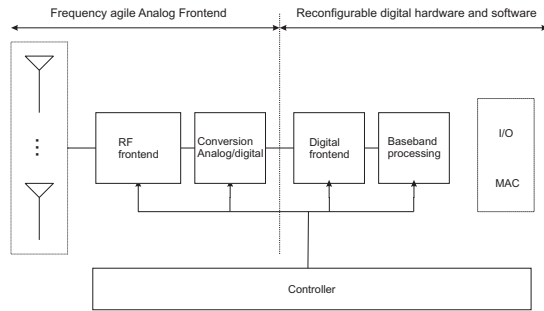 Frequency agile Analog Frontend
Reconfigurable digital hardware and software
RF
frontend
Conversion
Analog/digital
Digital
frontend
Baseband
processing
I/O
MAC
Controller